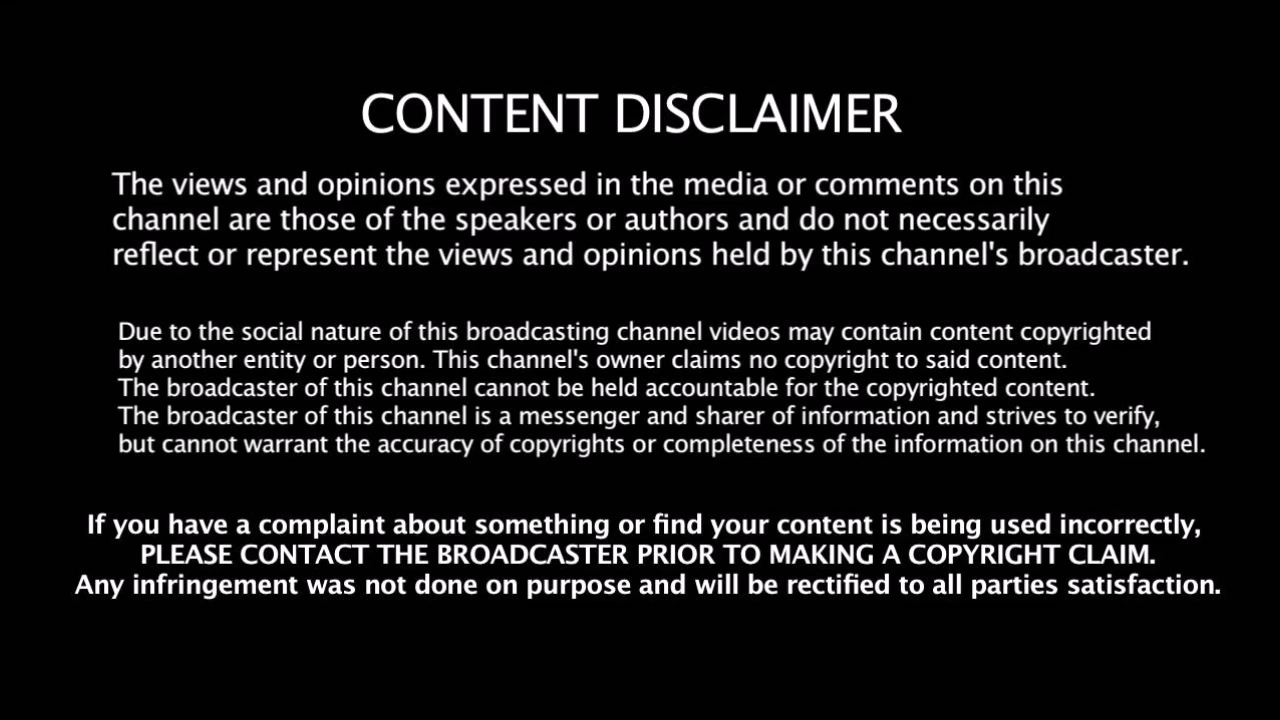 CONTENT DISCLAIMER
The views and opinions expressed in the media or comments on this
channel are those of the speakers or authors and do not necessarily
reflect or represent the views and opinions held by this channel's broadcaster.
Due to the social nature of this broadcasting channel videos may contain content copyrighted
by another entity or person. This channel's owner claims no copyright to said content.
The broadcaster of this channel cannot be held accountable for the copyrighted content.
The broadcaster of this channel is a messenger and sharer of information and strives to verify,
but cannot warrant the accuracy of copyrights or completeness of the information on this channel.
If you have a complaint about something or find your content is being used incorrectly,
PLEASE CONTACT THE BROADCASTER PRIOR TO MAKING A COPYRIGHT CLAIM.
Any infringement was not done on purpose and will be rectified to all parties satisfaction.